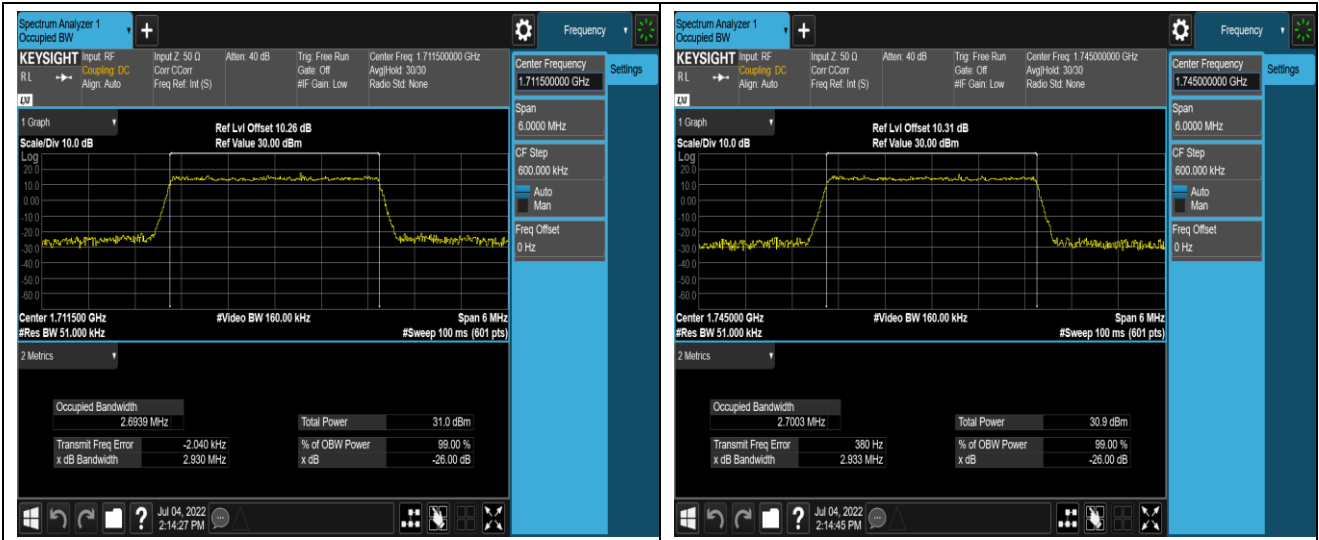 Spectrum Analyzer 1
Occupied BW
Frequency
KEYSIGHT Input: RF Input Z: 50 Ω Atten: 40 dB Trig: Free Run Center Freq: 1.711500000 GHz
RL Coupling: DC Corr CCorr Gate: Off Avg|Hold: 30/30
Align: Auto Freq Ref: Int (S) #IF Gain: Low Radio Std: None
LXI
Center Frequency
1.711500000 GHz
Settings
Span
6.0000 MHz
CF Step
600.000 kHz
Auto
Man
Freq Offset
0 Hz
1 Graph
Ref Lvl Offset 10.26 dB
Scale/Div 10.0 dB Ref Value 30.00 dBm
Log
20.0
10.0
0.00
-10.0
-20.0
-30.0
-40.0
-50.0
-60.0
Center 1.711500 GHz #Video BW 160.00 kHz Span 6 MHz
#Res BW 51.000 kHz #Sweep 100 ms (601 pts)
2 Metrics
Occupied Bandwidth
2.6939 MHz Total Power 31.0 dBm
Transmit Freq Error -2.040 kHz % of OBW Power 99.00 %
x dB Bandwidth 2.930 MHz x dB -26.00 dB
? Jul 04, 2022
2:14:27 PM
Spectrum Analyzer 1
Occupied BW
Frequency
KEYSIGHT Input: RF Input Z: 50 Ω Atten: 40 dB Trig: Free Run Center Freq: 1.745000000 GHz
RL Coupling: DC Corr CCorr Gate: Off Avg|Hold: 30/30
Align: Auto Freq Ref: Int (S) #IF Gain: Low Radio Std: None
LXI
Center Frequency
1.745000000 GHz
Settings
Span
6.0000 MHz
CF Step
600.000 kHz
Auto
Man
Freq Offset
0 Hz
1 Graph
Ref Lvl Offset 10.31 dB
Scale/Div 10.0 dB Ref Value 30.00 dBm
Log
20.0
10.0
0.00
-10.0
-20.0
-30.0
-40.0
-50.0
-60.0
Center 1.745000 GHz #Video BW 160.00 kHz Span 6 MHz
#Res BW 51.000 kHz #Sweep 100 ms (601 pts)
2 Metrics
Occupied Bandwidth
2.7003 MHz Total Power 30.9 dBm
Transmit Freq Error 380 Hz % of OBW Power 99.00 %
x dB Bandwidth 2.933 MHz x dB -26.00 dB
? Jul 04, 2022
2:14:45 PM